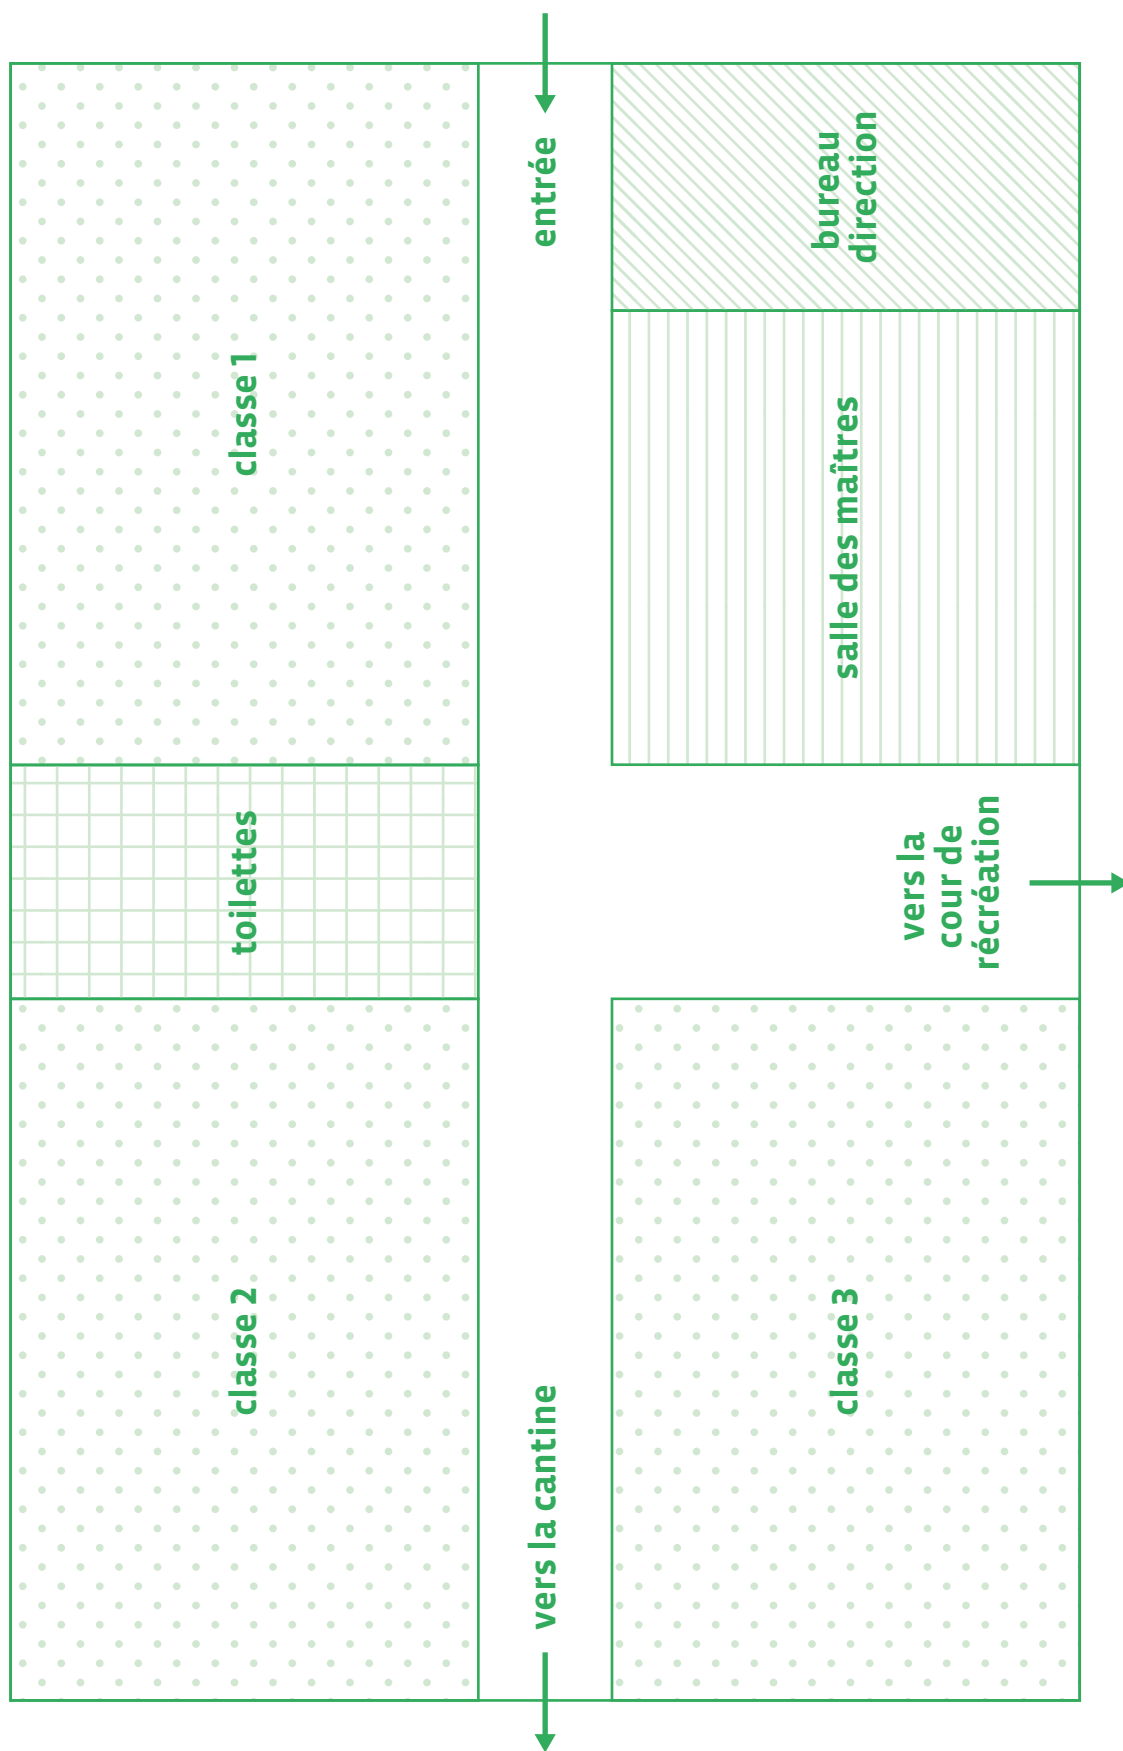 entrée
bureau
direction
classe 1
salle des maîtres
toilettes
vers la
cour de
récréation
classe 2
classe 3
vers la cantine